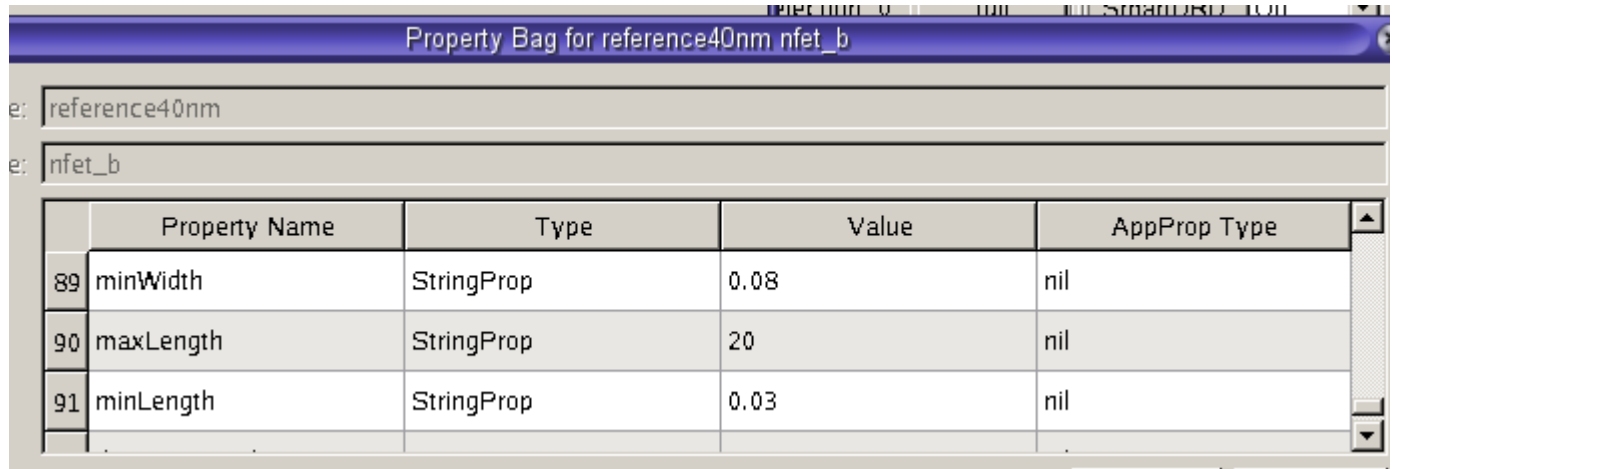 Property Bag for reference40nm nfet_b
e: reference40nm
e: nfet_b
Property Name Type Value AppProp Type
89 minWidth StringProp 0.08 nil
90 maxLength StringProp 20 nil
91 minLength StringProp 0.03 nil